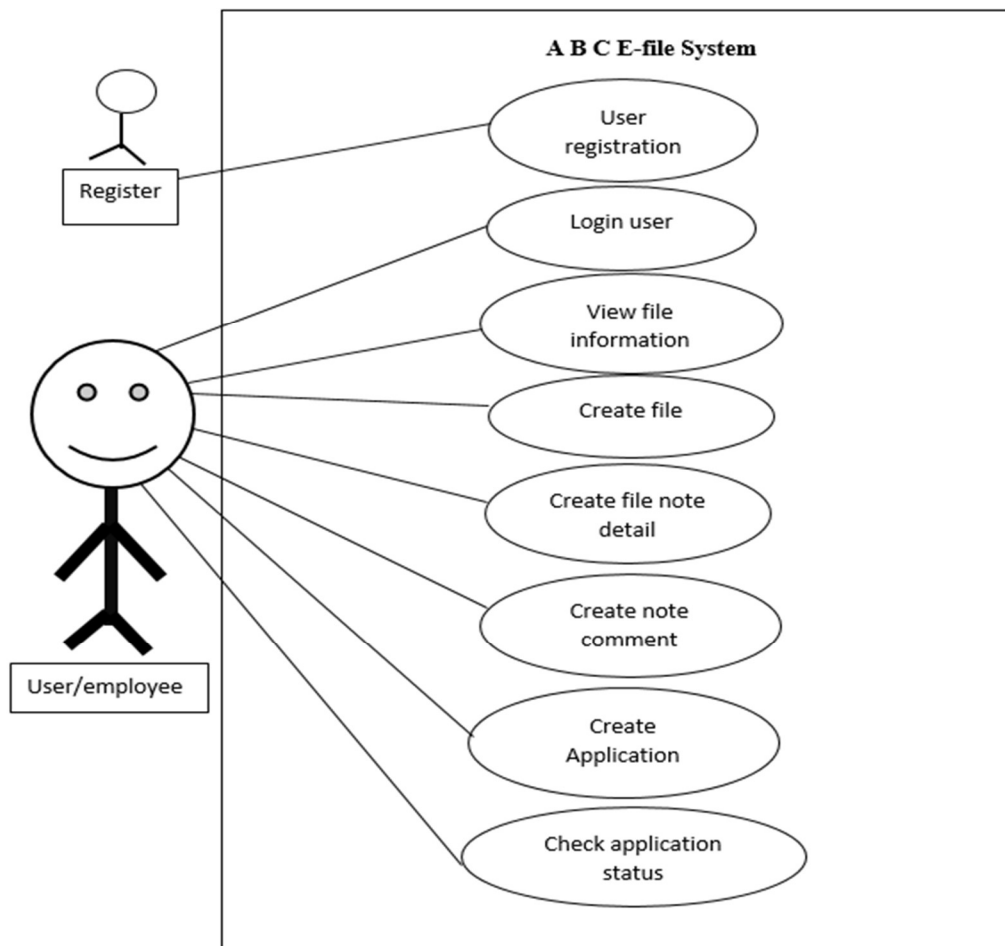 A B C E-file System
User
registration
Register
Login user
View file
information
Create file
Create file note
detail
Create note
comment
User/employee
Create
Application
Check application
status